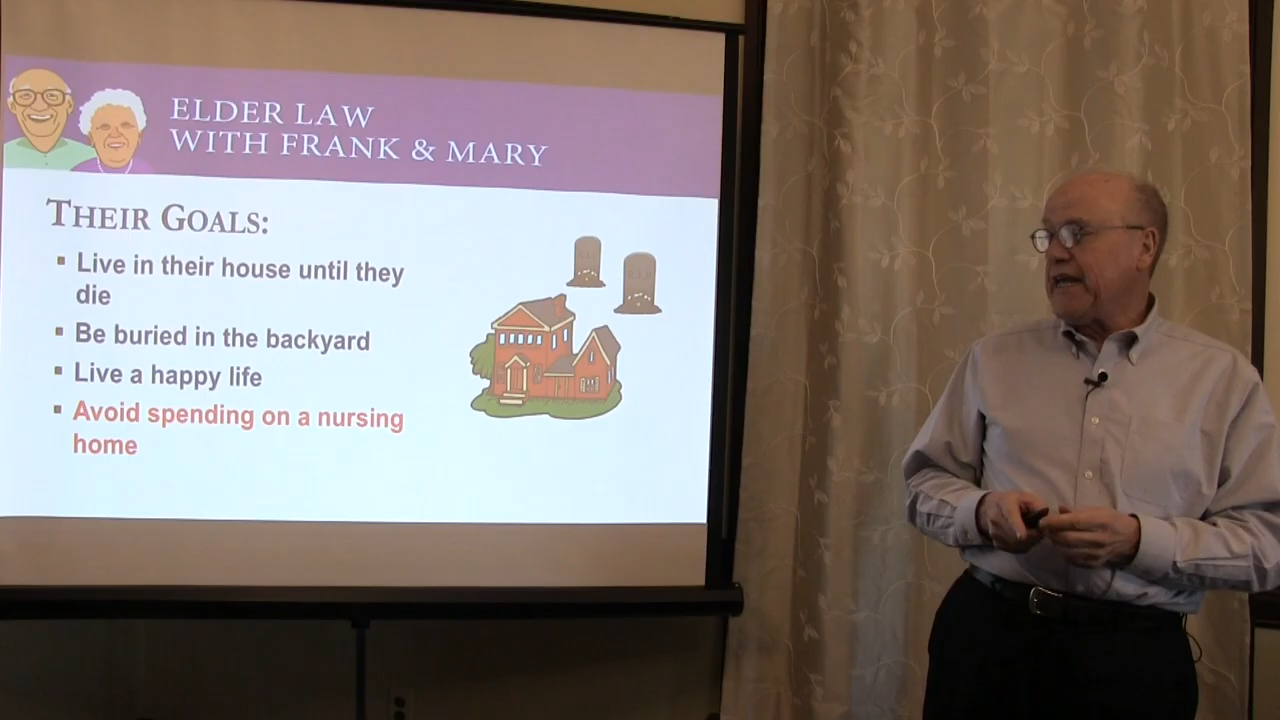 ELDER LAW
WITH FRANK & MARY
THEIR GOALS:
Live in their house until they
die
Be buried in the backyard
Live a happy life
Avoid spending on a nursing
home
R.I.P